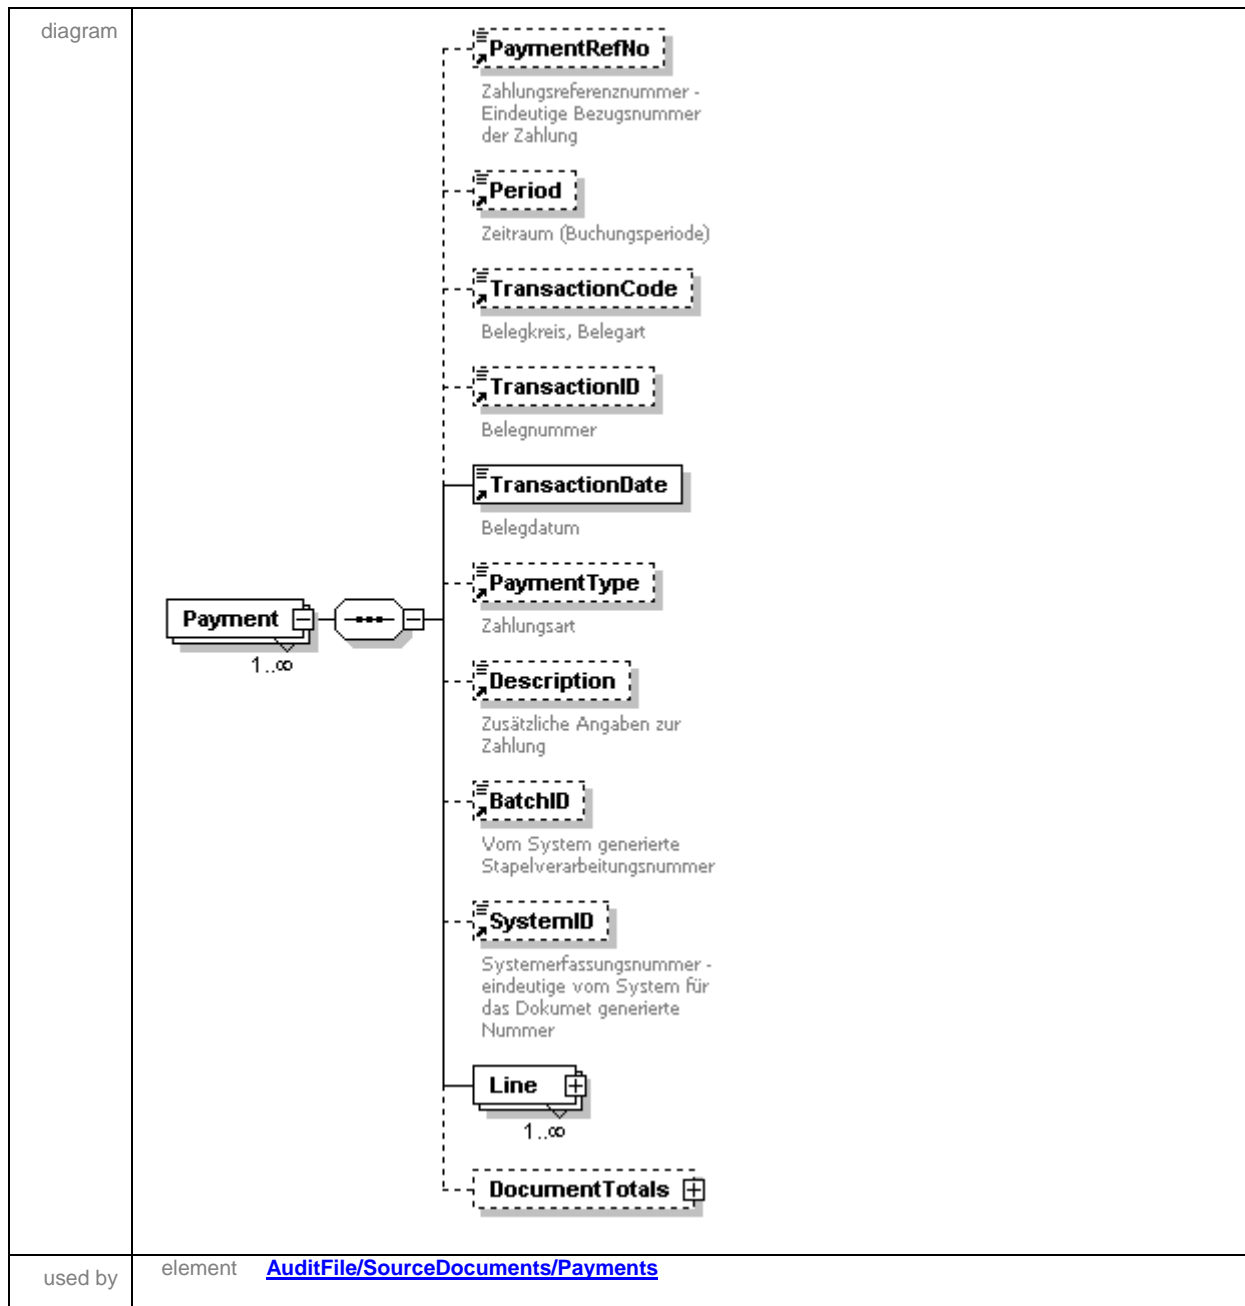 diagram
PaymentRefNo
Zahlungsreferenznummer -
Eindeutige Bezugsnummer
der Zahlung
Period
Zeitraum (Buchungsperiode)
TransactionCode
Belegkreis, Belegart
TransactionID
Belegnummer
TransactionDate
Belegdatum
PaymentType
Zahlungsart
Payment
1..∞
Description
Zusätzliche Angaben zur
Zahlung
BatchID
Vom System generierte
Stapelverarbeitungsnummer
SystemID
Systemerfassungsnummer -
eindeutige vom System für
das Dokumet generierte
Nummer
Line
1..∞
DocumentTotals
used by
element AuditFile/SourceDocuments/Payments